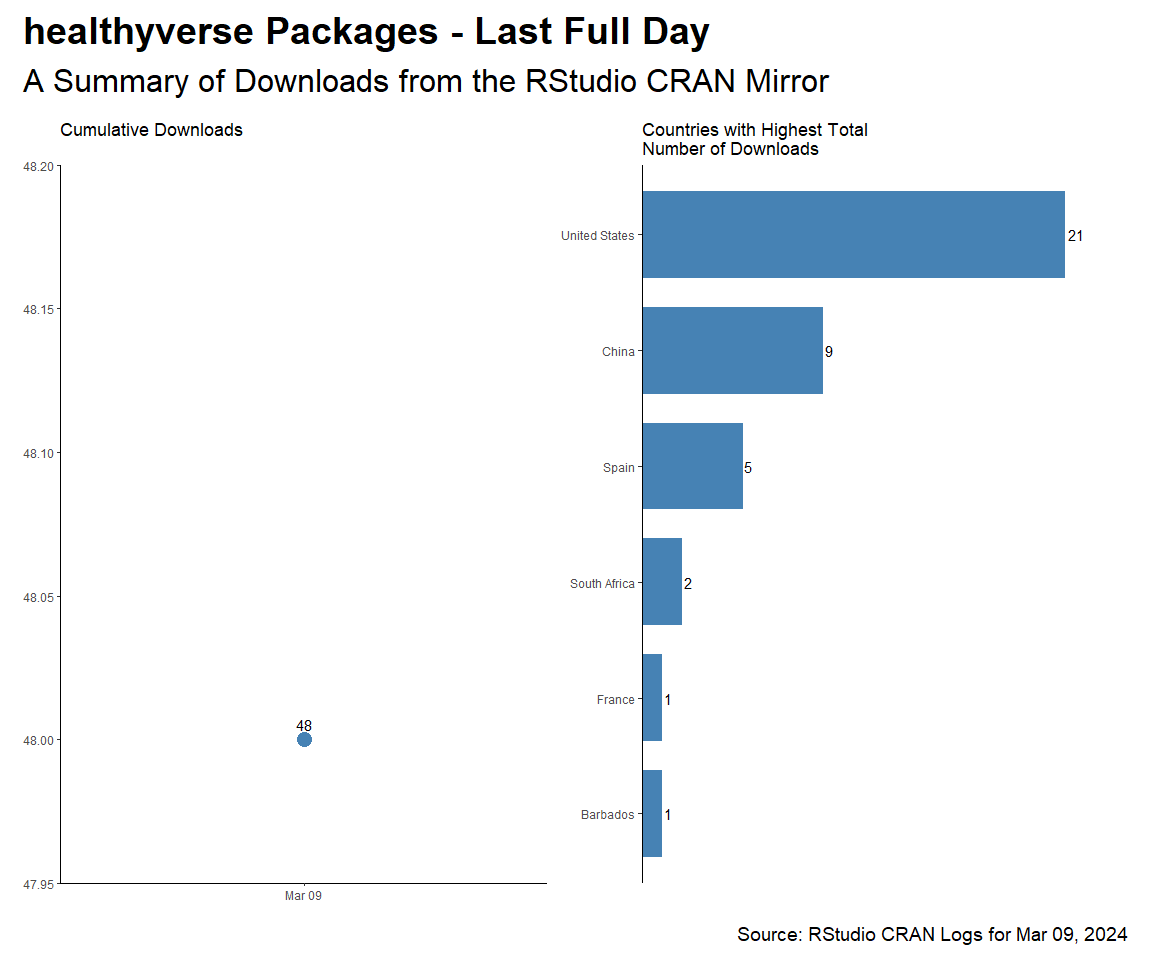 healthyverse Packages - Last Full Day
A Summary of Downloads from the RStudio CRAN Mirror
Cumulative Downloads
48.20
48.15
48.10
48.05
48.00
47.95
48
Mar 09
Countries with Highest Total
Number of Downloads
United States
21
China
9
Spain
5
South Africa
2
France
1
Barbados
1
Source: RStudio CRAN Logs for Mar 09, 2024